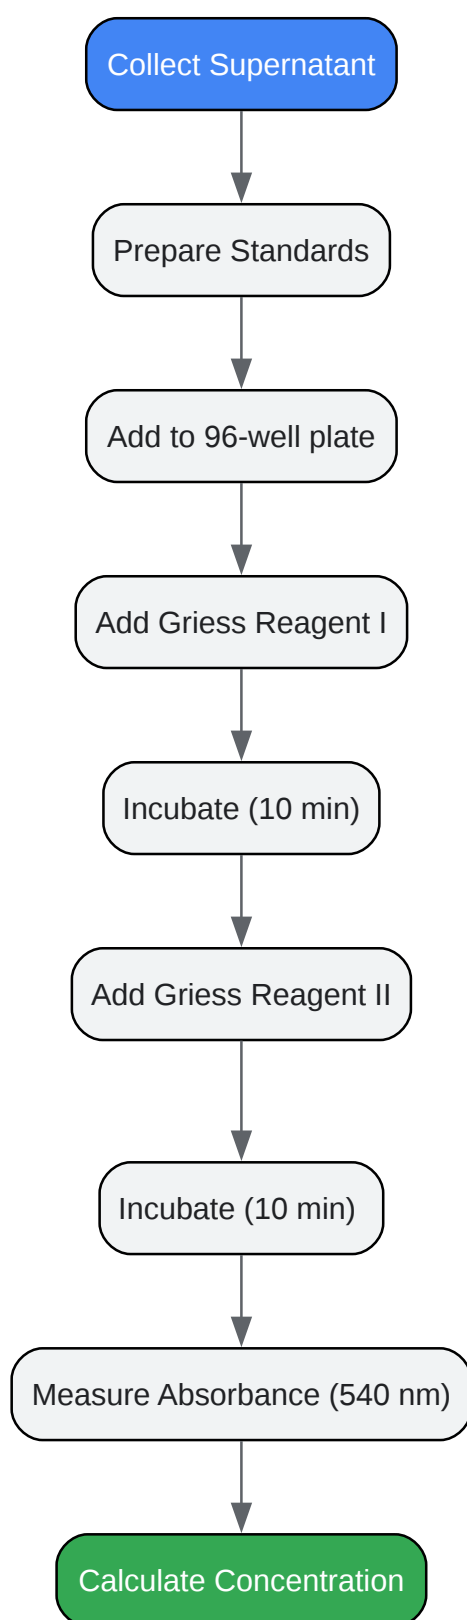 Collect Supernatant
Prepare Standards
Add to 96-well plate
Add Griess Reagent I
Incubate (10 min)
Add Griess Reagent II
Incubate (10 min)
Measure Absorbance (540 nm)
Calculate Concentration